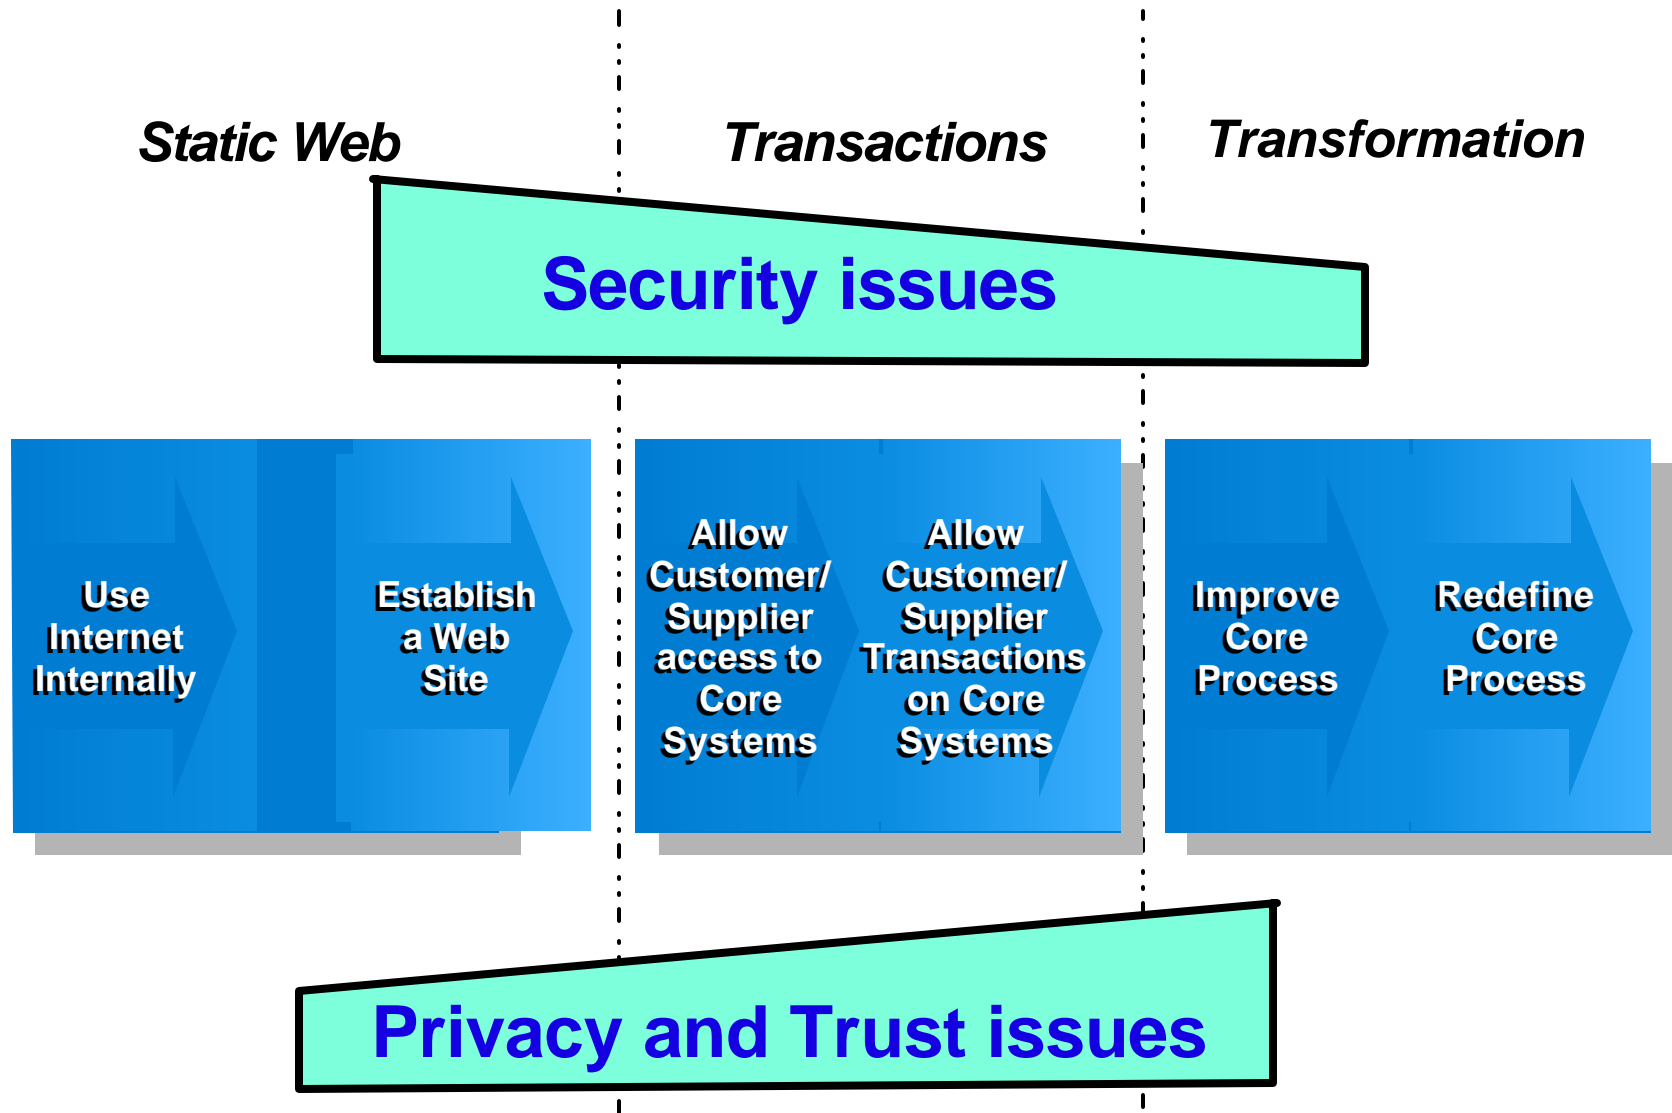 Static Web
Transactions
Transformation
Security issues
Use
Internet
Internally
Establish
a Web
Site
Allow
Customer/
Supplier
access to
Core
Systems
Allow
Customer/
Supplier
Transactions
on Core
Systems
Improve
Core
Process
Redefine
Core
Process
Privacy and Trust issues